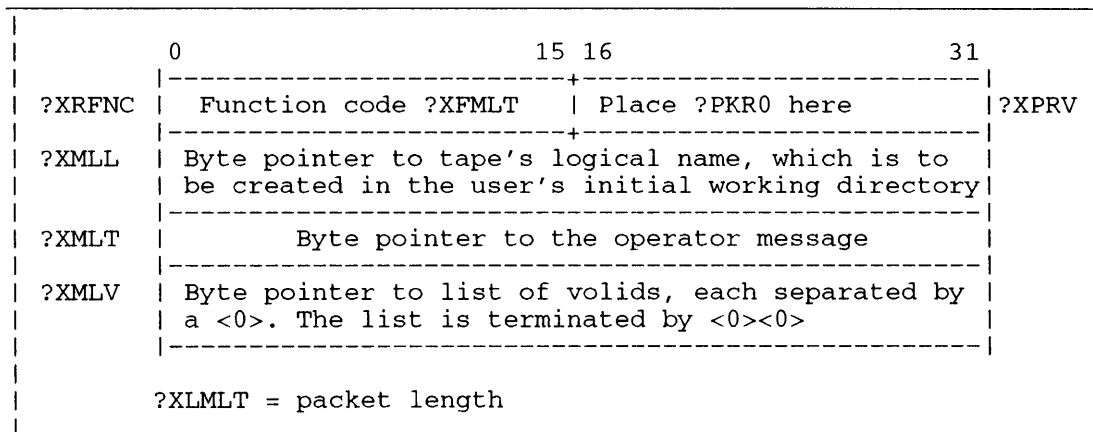 0 15 16 31
?XRFNC | Function code ?XFMLT | Place ?PKR0 here | ?XPRV
?XMLL | Byte pointer to tape's logical name, which is to
be created in the user's initial working directory
?XMLT | Byte pointer to the operator message
?XMLV | Byte pointer to list of volids, each separated by
a <0>. The list is terminated by <0><0>
?XLMLT = packet length